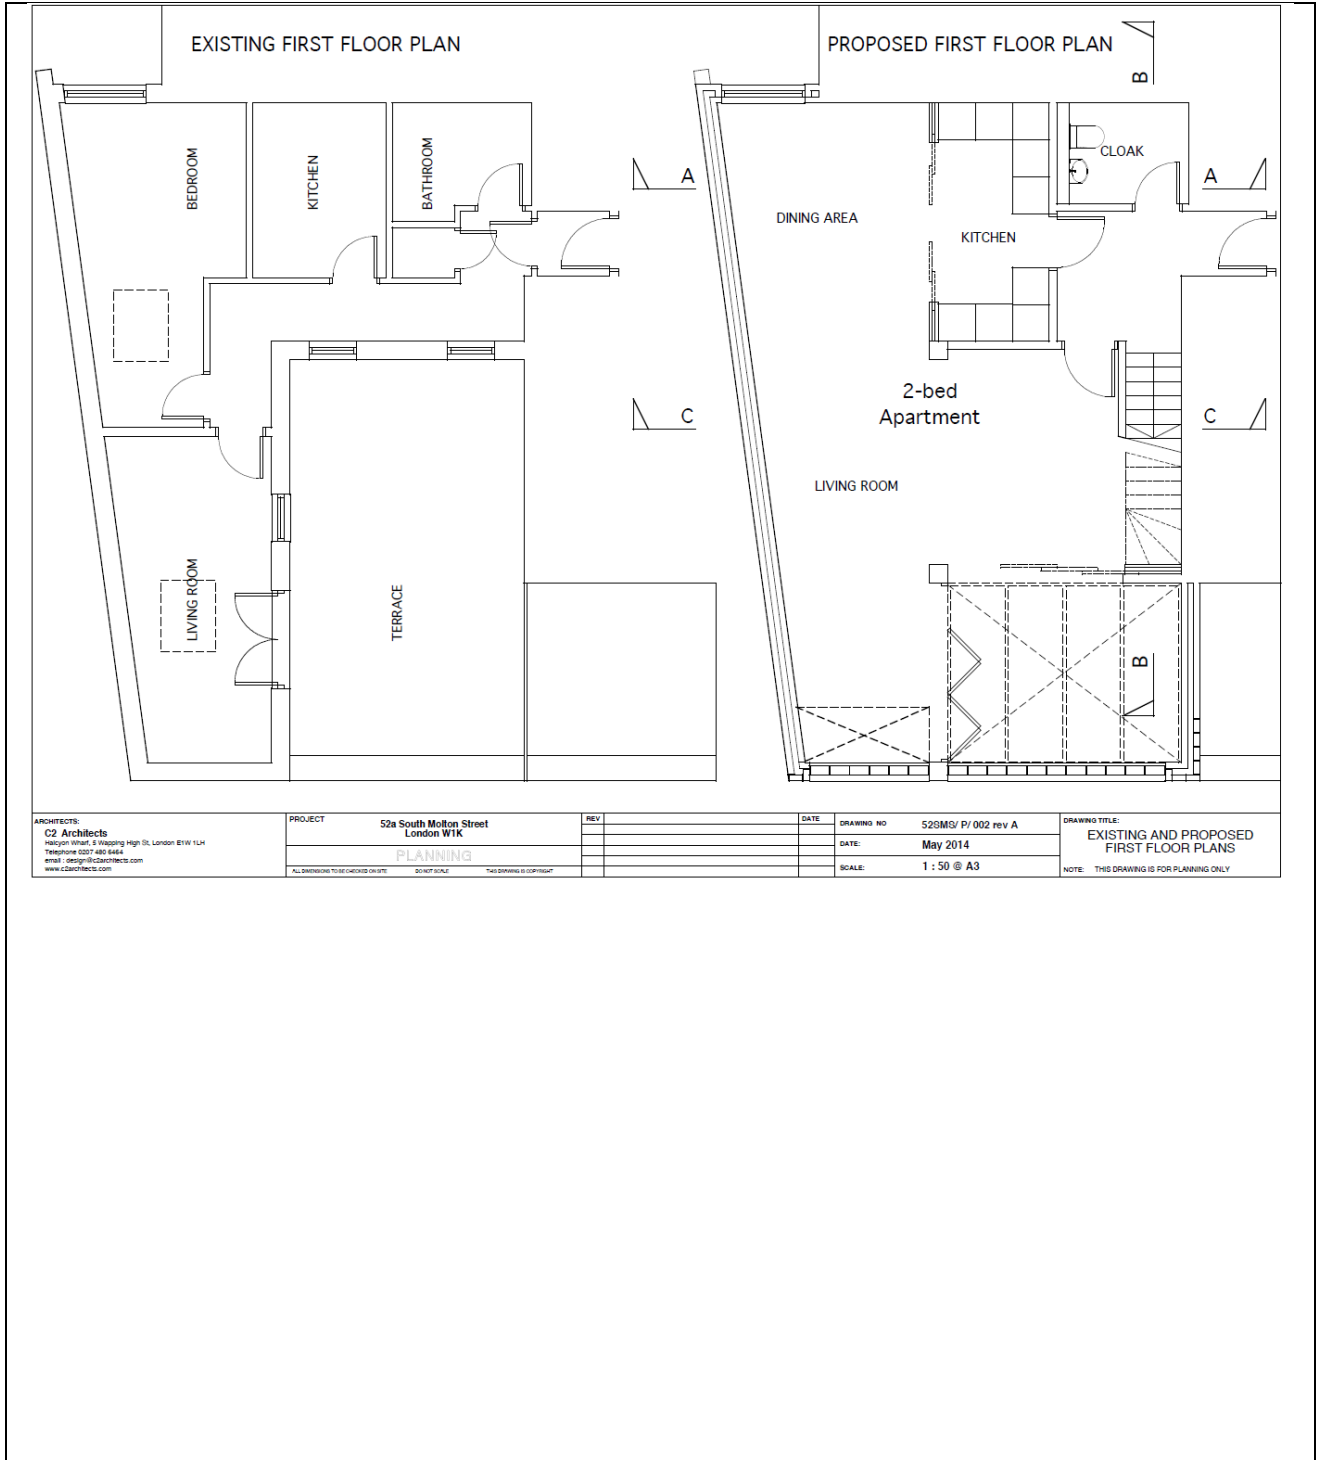 EXISTING FIRST FLOOR PLAN
PROPOSED FIRST FLOOR PLAN
B
BEDROOM
KITCHEN
BATHROOM
A
CLOAK
A
DINING AREA
KITCHEN
2-bed
Apartment
C
C
LIVING ROOM
LIVING ROOM
TERRACE
B
ARCHITECTS:
C2 Architects
Halcyon Wharf, 5 Wapping High St, London E1W 1LH
Telephone 0207 480 6464
email : design@c2architects.com
www.c2architects.com
PROJECT
52a South Molton Street
London W1K
PLANNING
ALL DIMENSIONS TO BE CHECKED ON SITE DO NOT SCALE THIS DRAWING IS COPYRIGHT
REV DATE
DRAWING NO 52SMS/ P/ 002 rev A
DATE: May 2014
SCALE: 1 : 50 @ A3
DRAWING TITLE:
EXISTING AND PROPOSED
FIRST FLOOR PLANS
NOTE: THIS DRAWING IS FOR PLANNING ONLY